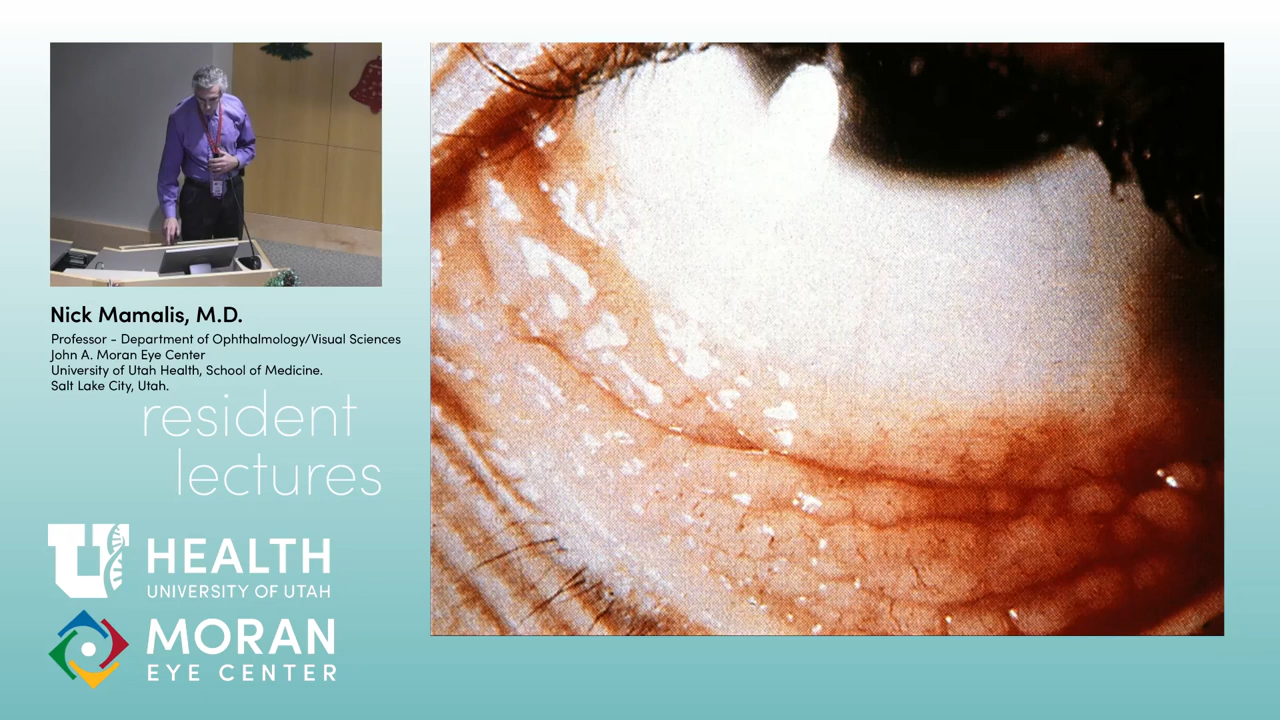 Nick Mamalis, M.D.
Professor - Department of Ophthalmology/Visual Sciences
John A. Moran Eye Center
University of Utah Health, School of Medicine.
Salt Lake City, Utah.
resident
lectures
U HEALTH
UNIVERSITY OF UTAH
MORAN
EYE CENTER